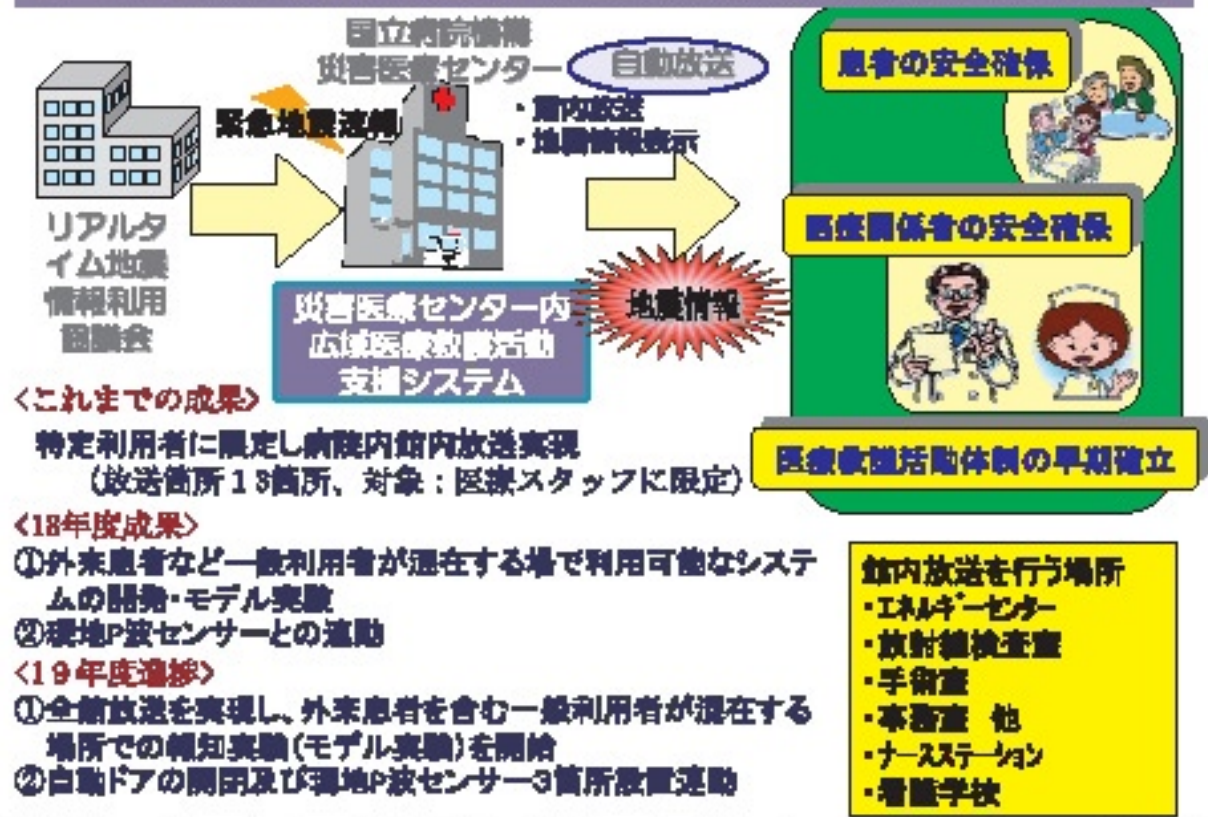 国立病院機構
災害医療センター
自動放送
緊急地震速報
・館内放送
・地震情報表示
リアルタ
イム地震
情報利用
協議会
災害医療センター内
広域医療救護活動
支援システム
地震情報
患者の安全確保
医療関係者の安全確保
医療救護活動体制の早期確立
<これまでの成果>
特定利用者に限定し病院内館内放送実現
(放送箇所13箇所、対象:医療スタッフに限定)
<18年度成果>
①外来患者など一般利用者が混在する場で利用可能なシステ
ムの開発・モデル実験
②現地P波センサーとの連動
<19年度進捗>
①全館放送を実現し、外来患者を含む一般利用者が混在する
場所での報知実験(モデル実験)を開始
②自動ドアの開閉及び現地P波センサー3箇所設置連動
館内放送を行う場所
・エネルギーセンター
・放射線検査室
・手術室
・事務室 他
・ナースステーション
・看護学校